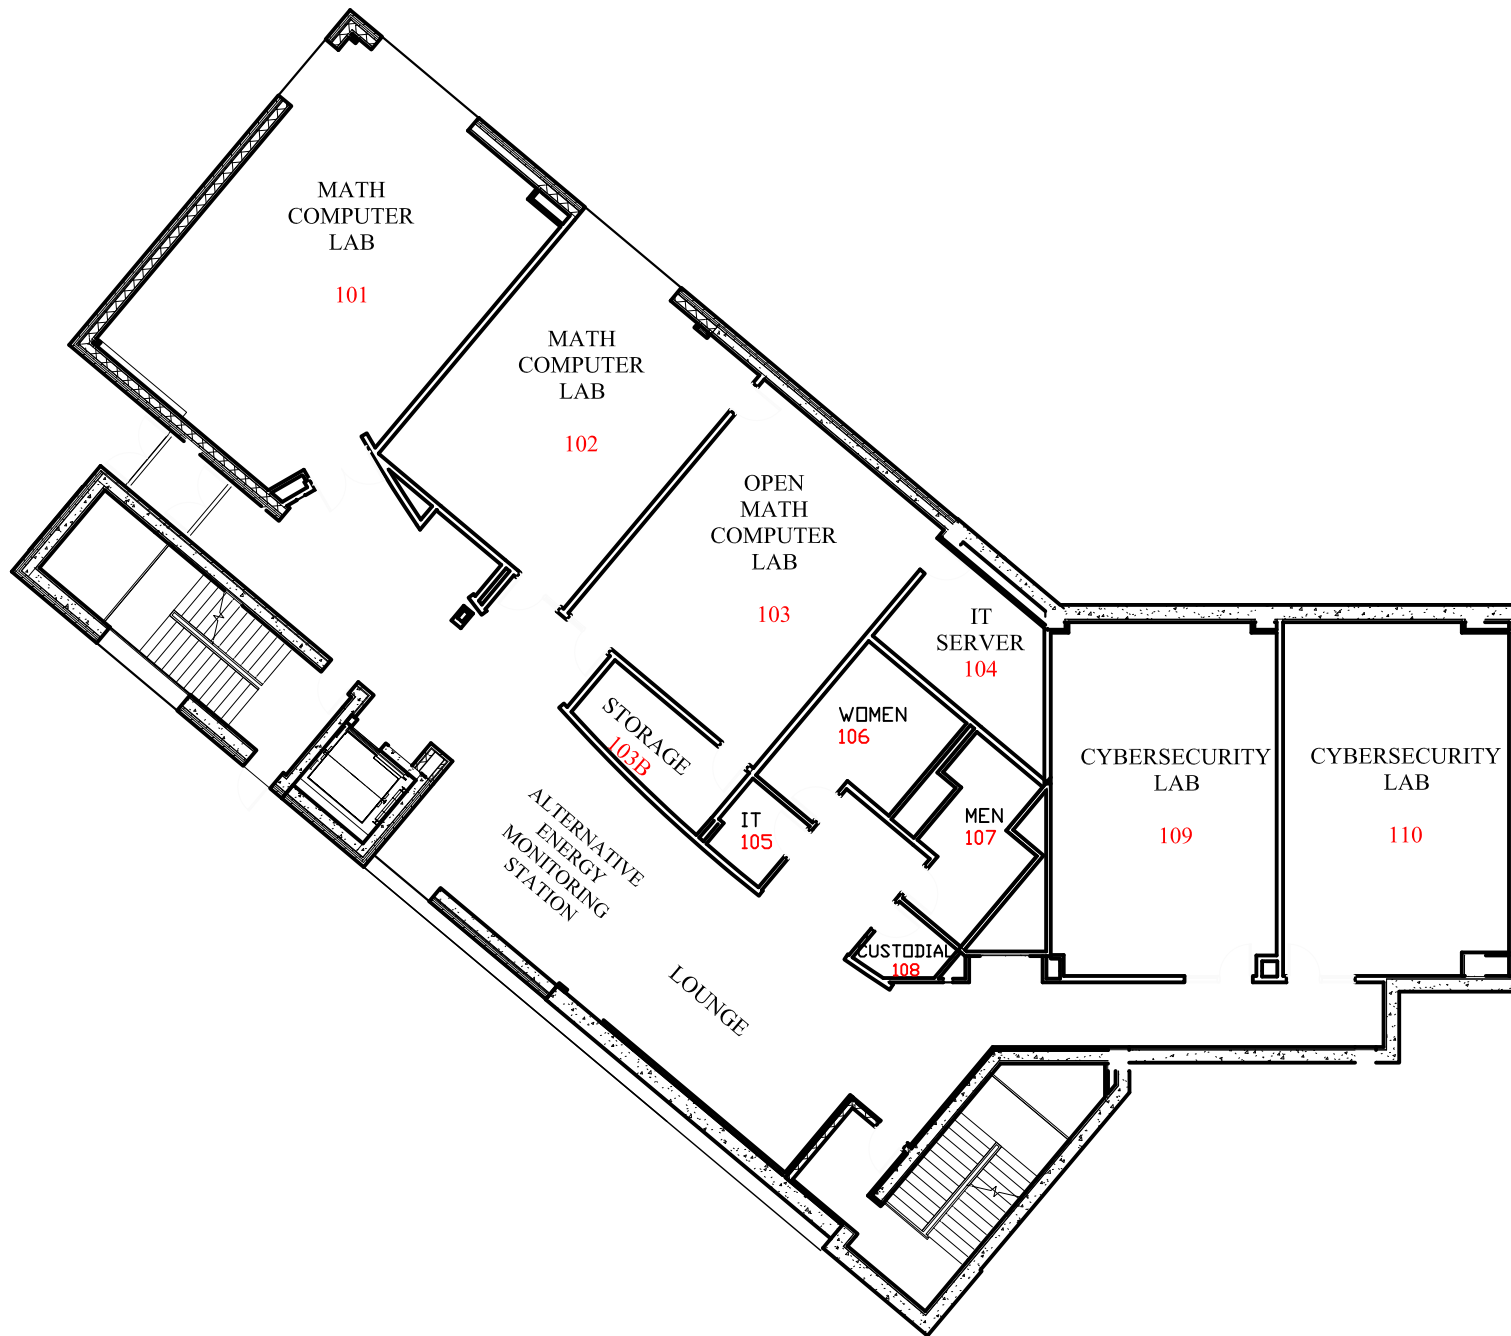 MATH
COMPUTER
LAB
101
MATH
COMPUTER
LAB
102
OPEN
MATH
COMPUTER
LAB
103
IT
SERVER
104
WOMEN
106
STORAGE
103B
IT
105
MEN
107
CYBERSECURITY
LAB
109
CYBERSECURITY
LAB
110
ALTERNATIVE
ENERGY
MONITORING
STATION
CUSTODIAL
108
LOUNGE